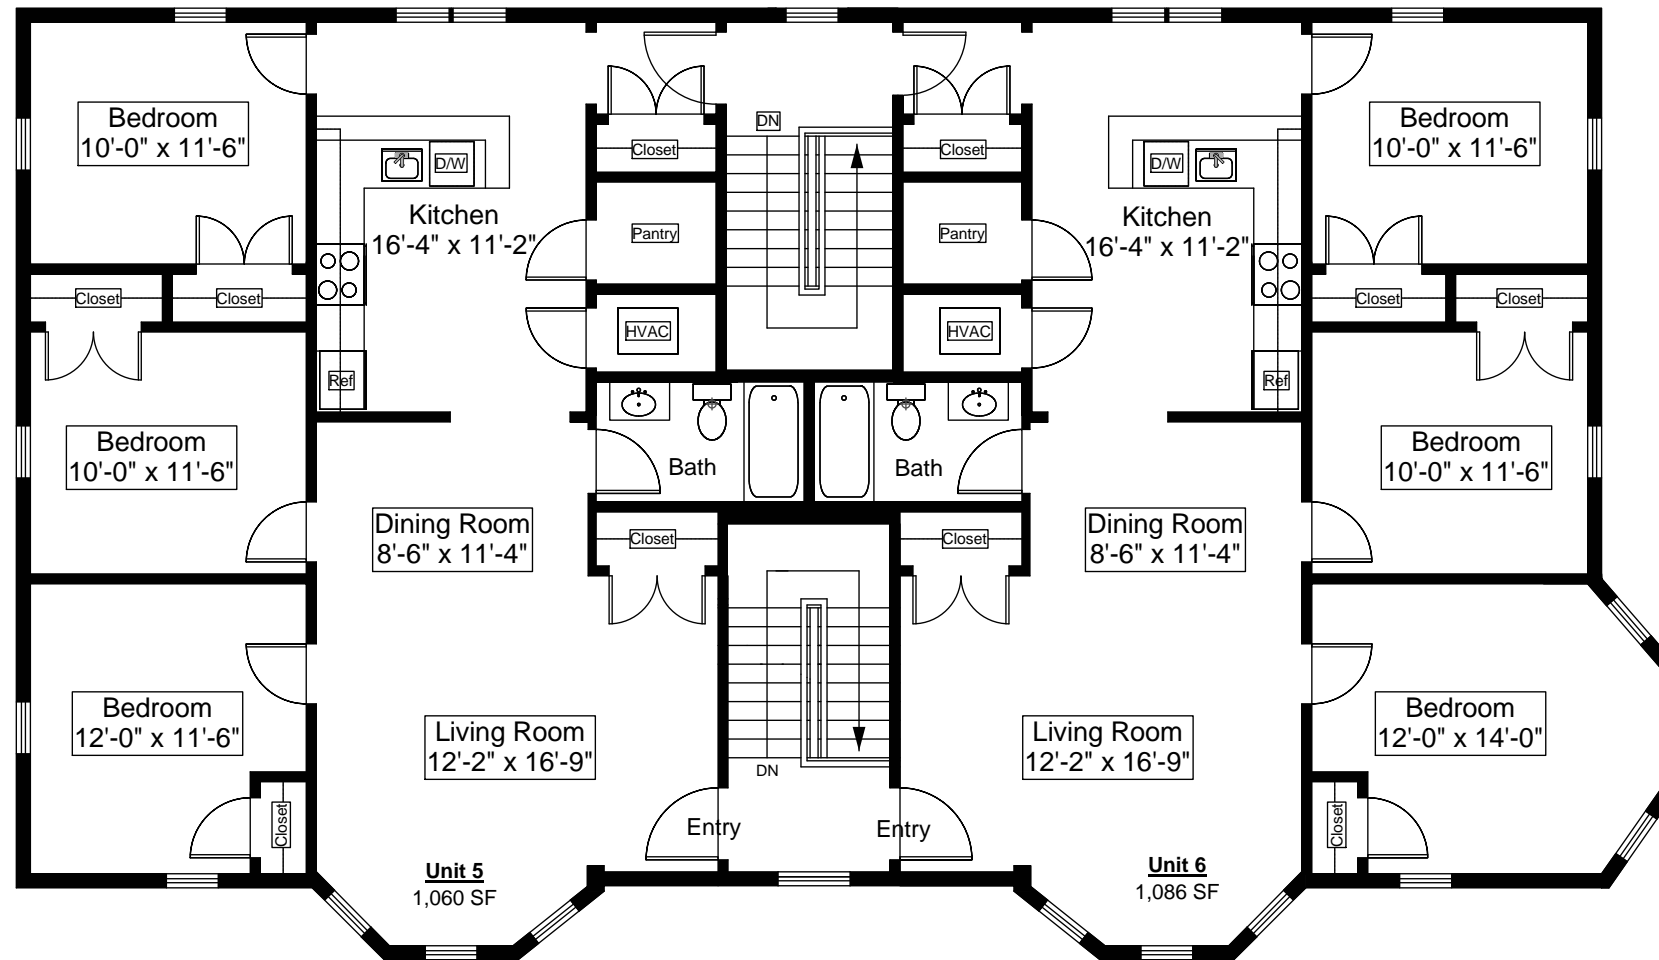 DN
Bedroom
10'-0" x 11'-6"
D/W
Closet
Closet
D/W
Bedroom
10'-0" x 11'-6"
Kitchen
16'-4" x 11'-2"
Pantry
Pantry
Kitchen
16'-4" x 11'-2"
Closet
Closet
HVAC
HVAC
Closet
Closet
Ref
Ref
Bedroom
10'-0" x 11'-6"
Bath
Bath
Bedroom
10'-0" x 11'-6"
Dining Room
8'-6" x 11'-4"
Closet
Closet
Dining Room
8'-6" x 11'-4"
Bedroom
12'-0" x 11'-6"
Living Room
12'-2" x 16'-9"
DN
Living Room
12'-2" x 16'-9"
Bedroom
12'-0" x 14'-0"
Closet
Entry
Entry
Closet
Unit 5
1,060 SF
Unit 6
1,086 SF